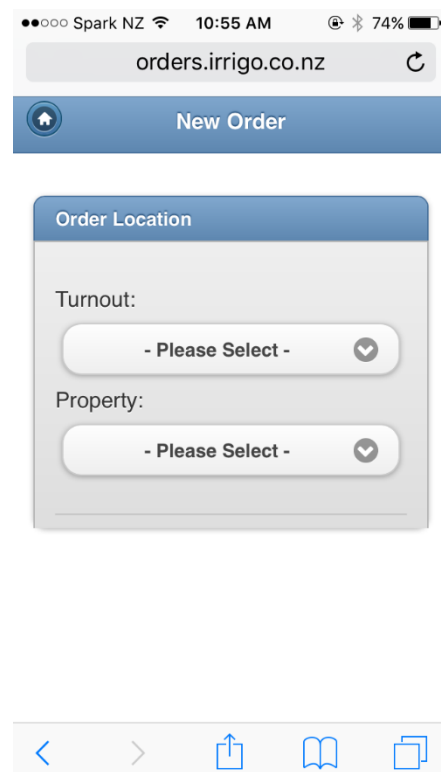 Spark NZ 10:55 AM 74%
orders.irrigo.co.nz
New Order
Order Location
Turnout:
- Please Select -
Property:
- Please Select -